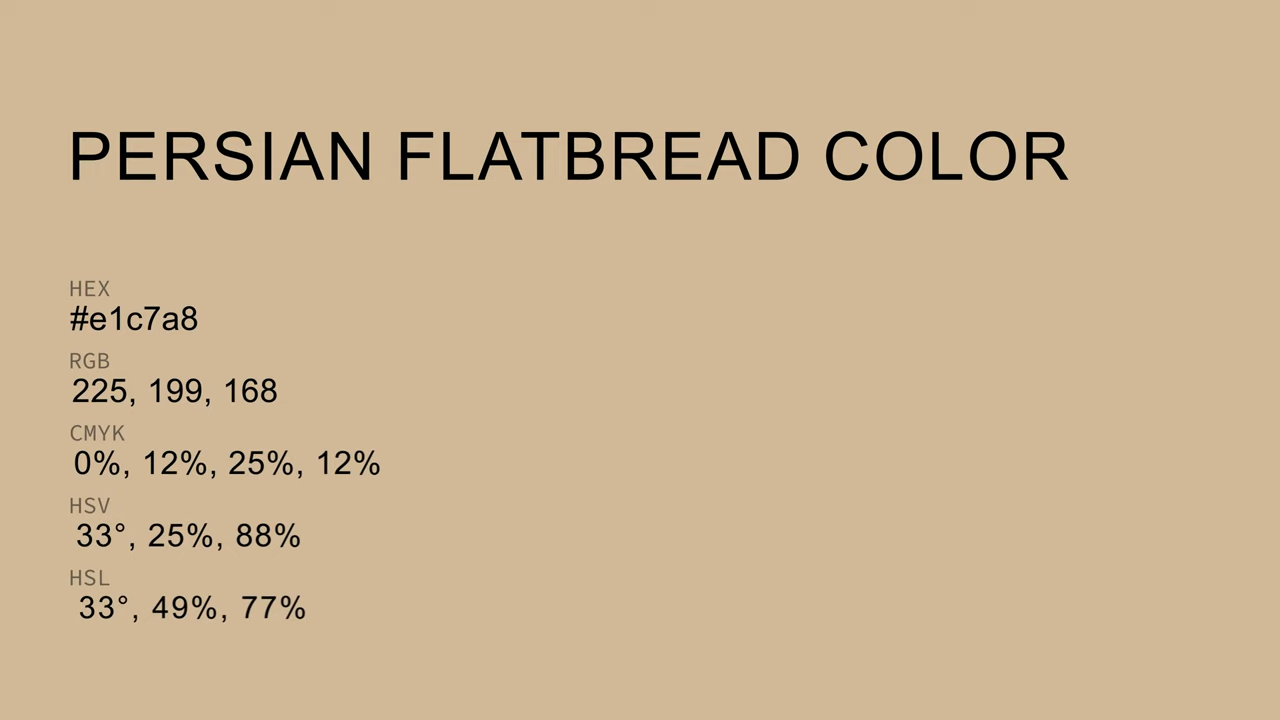 PERSIAN FLATBREAD COLOR
HEX
#e1c7a8
RGB
225, 199, 168
CMYK
0%, 12%, 25%, 12%
HSV
33°, 25%, 88%
HSL
33°, 49%, 77%